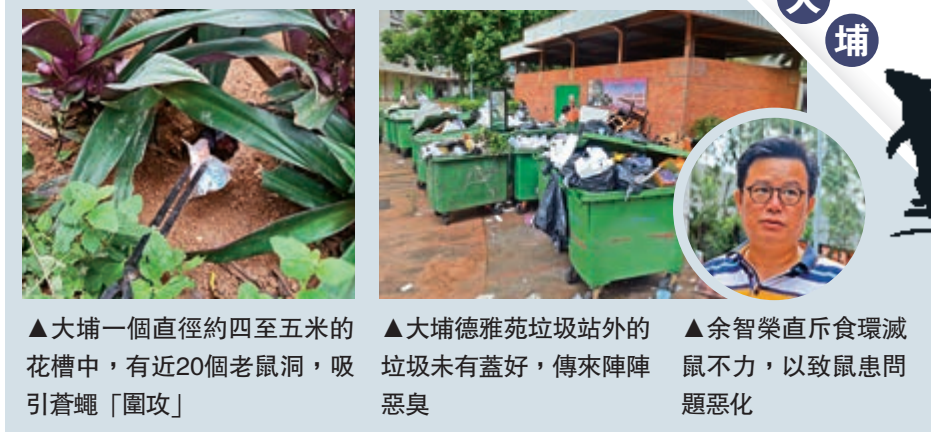 大
埔
▲大埔一個直徑約四至五米的
花槽中，有近20個老鼠洞，吸
引蒼蠅「圍攻」
▲大埔德雅苑垃圾站外的
垃圾未有蓋好，傳來陣陣
惡臭
▲余智榮直斥食環滅
鼠不力，以致鼠患問
題惡化